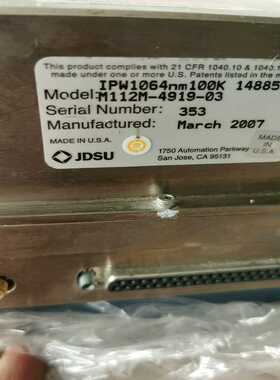 This product complies with 21 CFR 1040.10 & 1040.1
made under one or more U.S. Patents listed in the m
IPW1064nm100K 14885
Model: M112M-4919-03
Serial Number: 353
Manufactured: March 2007
MADE IN U.S.A.
MADE IN U.S.A.
JDSU
1750 Automation Parkway
San Jose, CA 95131